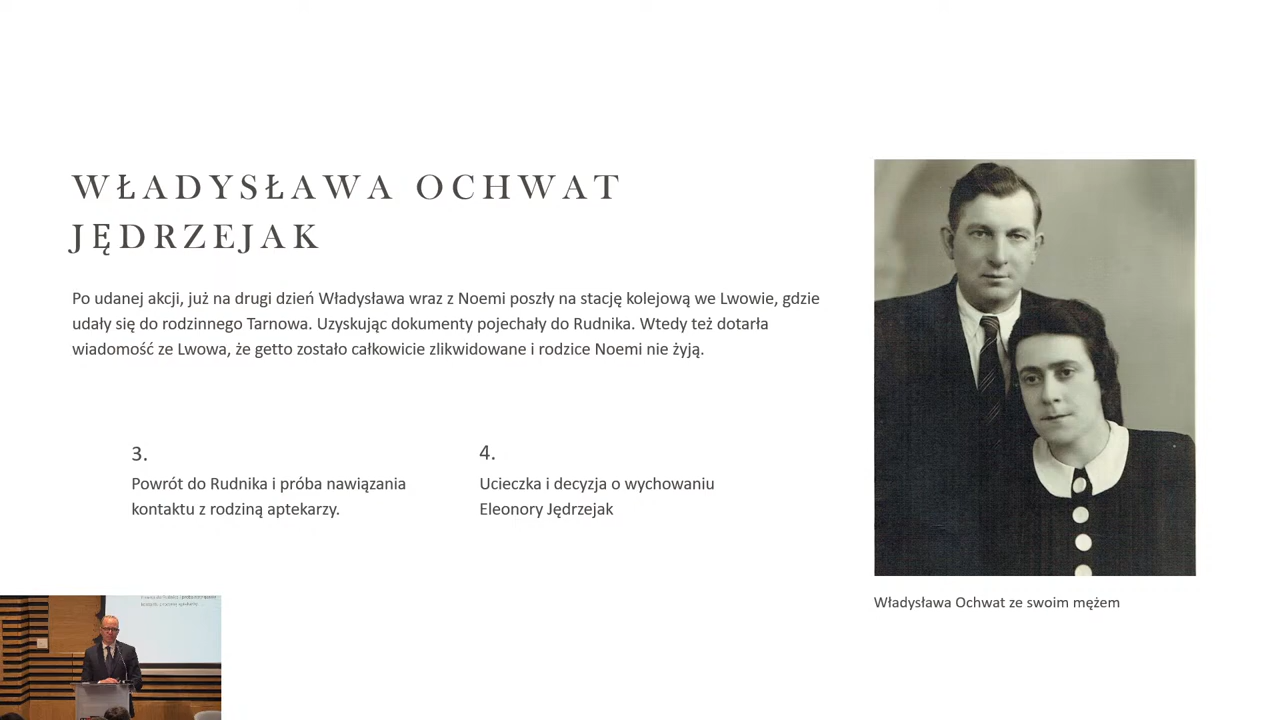 WŁADYSŁAWA OCHWAT
JĘDRZEJAK
Po udanej akcji, już na drugi dzień Władysława wraz z Noemi poszły na stację kolejową we Lwowie, gdzie
udały się do rodzinnego Tarnowa. Uzyskując dokumenty pojechały do Rudnika. Wtedy też dotarła
wiadomość ze Lwowa, że getto zostało całkowicie zlikwidowane i rodzice Noemi nie żyją.
3.
Powrót do Rudnika i próba nawiązania
kontaktu z rodziną aptekarzy.
4.
Ucieczka i decyzja o wychowaniu
Eleonory Jędrzejak
Władysława Ochwat ze swoim mężem